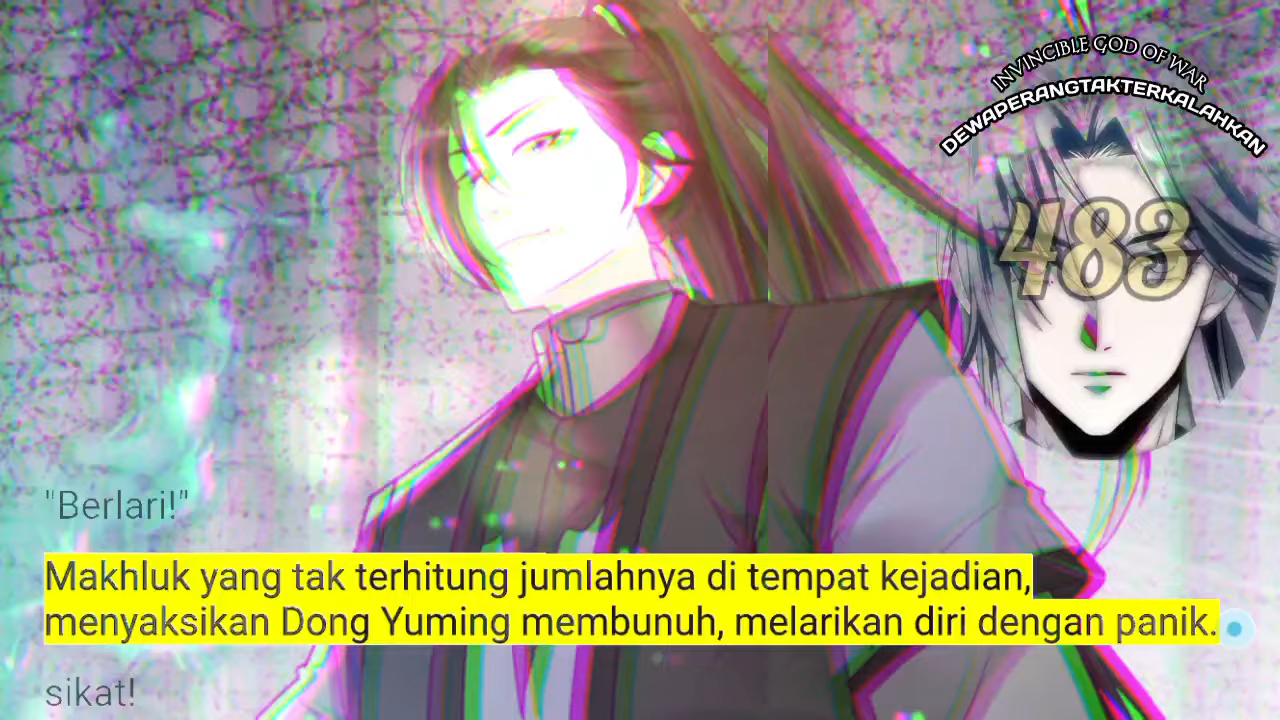 INVINCIBLE GOD OF WAR
DEWAPERANGTAKTERKALAHKAN
483
"Berlari!"
Makhluk yang tak terhitung jumlahnya di tempat kejadian,
menyaksikan Dong Yuming membunuh, melarikan diri dengan panik.
sikat!